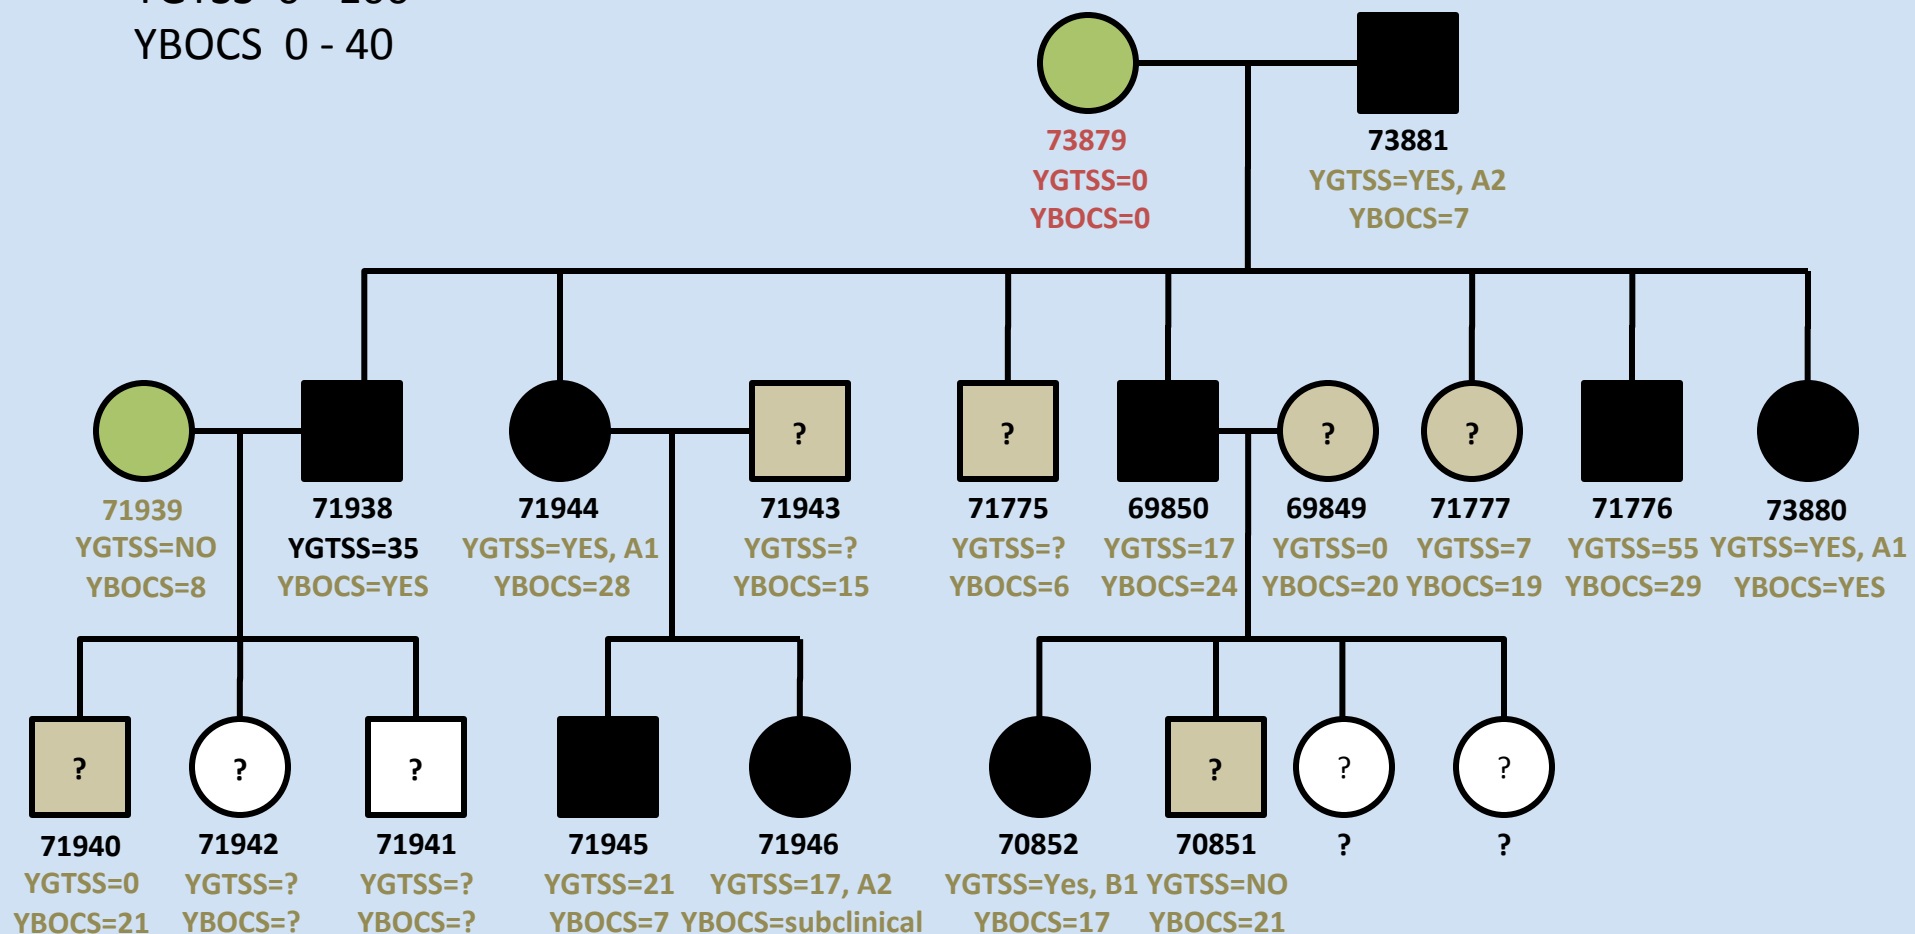 YGTSS 0 - 100
YBOCS 0 - 40
73879
YGTSS=0
YBOCS=0
73881
YGTSS=YES, A2
YBOCS=7
?
?
?
?
71939
YGTSS=NO
YBOCS=8
71938
YGTSS=35
YBOCS=YES
71944
YGTSS=YES, A1
YBOCS=28
71943
YGTSS=?
YBOCS=15
71775
YGTSS=?
YBOCS=6
69850
YGTSS=17
YBOCS=24
69849
YGTSS=0
YBOCS=20
71777
YGTSS=7
YBOCS=19
71776
YGTSS=55
YBOCS=29
73880
YGTSS=YES, A1
YBOCS=YES
?
?
?
?
?
?
71940
YGTSS=0
YBOCS=21
71942
YGTSS=?
YBOCS=?
71941
YGTSS=?
YBOCS=?
71945
YGTSS=21
YBOCS=7
71946
YGTSS=17, A2
YBOCS=subclinical
70852
YGTSS=Yes, B1
YBOCS=17
70851
YGTSS=NO
YBOCS=21
?
?